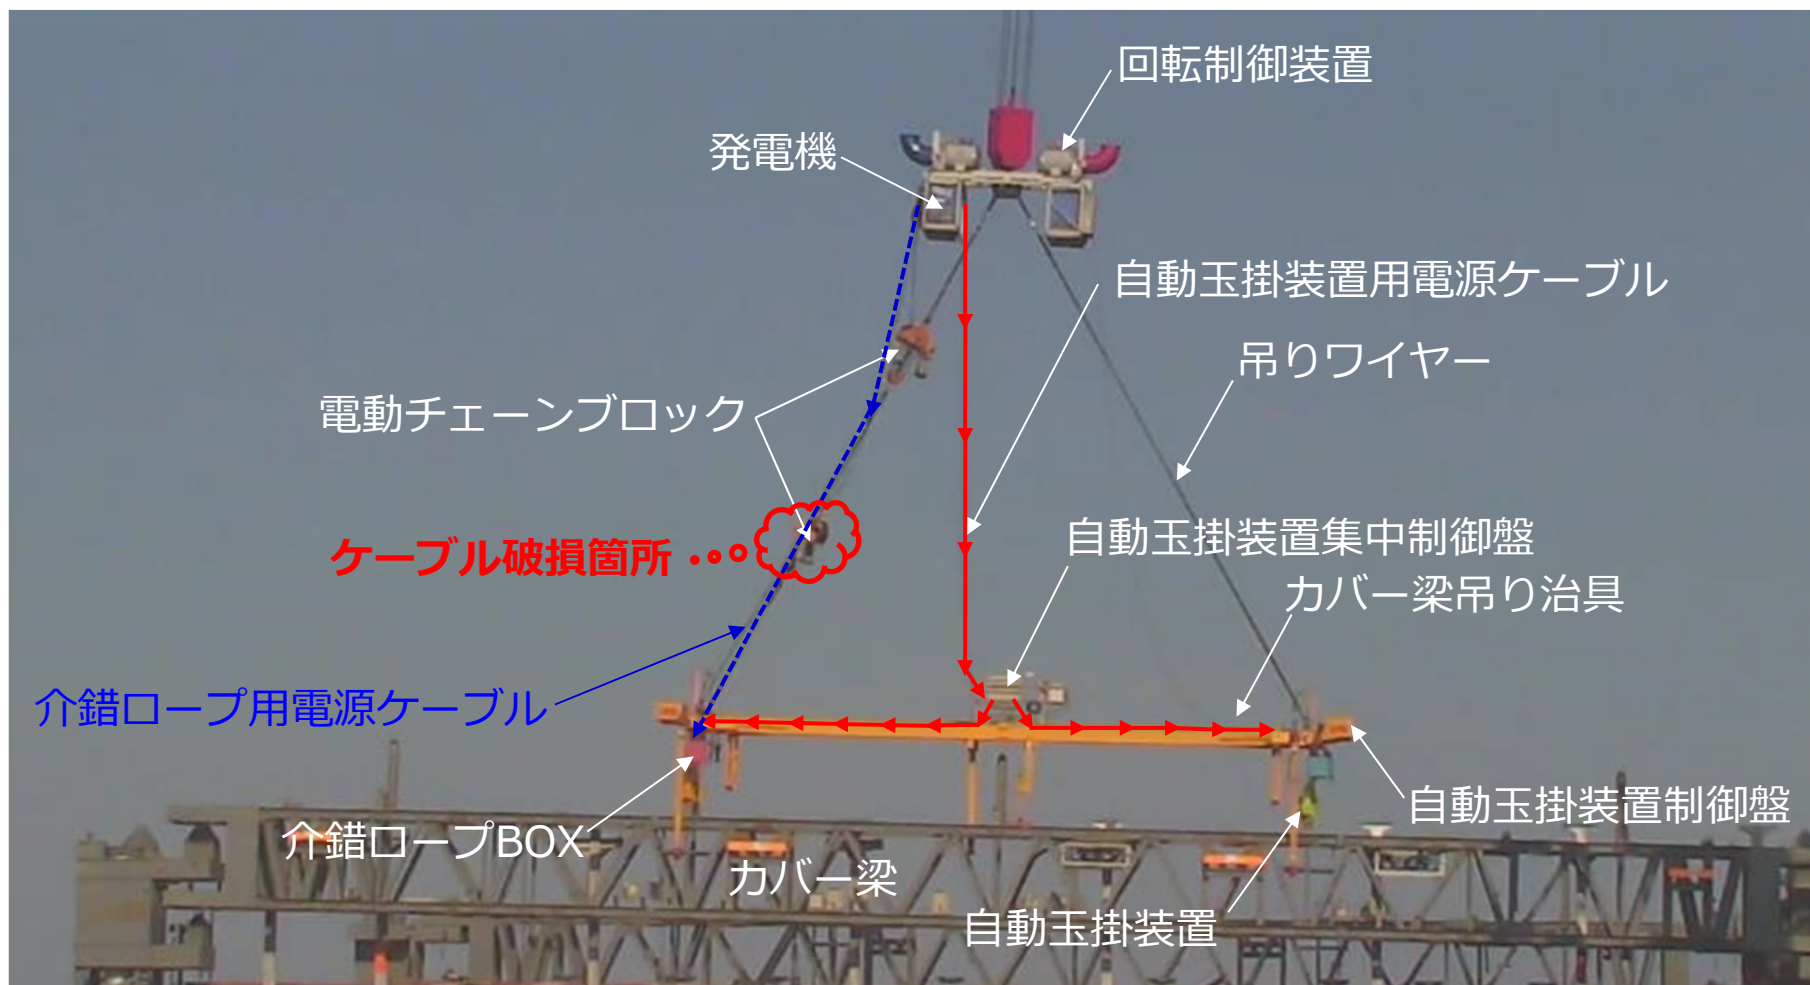 回転制御装置
発電機
自動玉掛装置用電源ケーブル
吊りワイヤー
電動チェーンブロック
自動玉掛装置集中制御盤
ケーブル破損箇所
カバー梁吊り治具
介錯ロープ用電源ケーブル
自動玉掛装置制御盤
介錯ロープBOX
カバー梁
自動玉掛装置